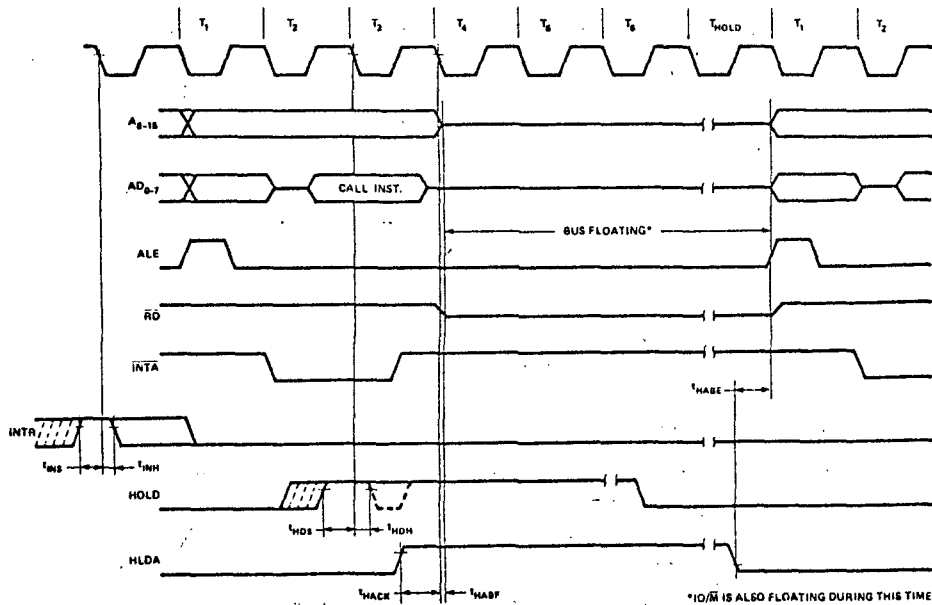 T1 T2 T3 T4 T5 T6 THOLD T1 T2
A8-15
AD0-7
CALL INST.
BUS FLOATING*
ALE
RD
INTA
tHABE
INTR
tINS
tINH
HOLD
tHDS
tHDH
HLDA
tHACK
tHABF
*IO/M IS ALSO FLOATING DURING THIS TIME